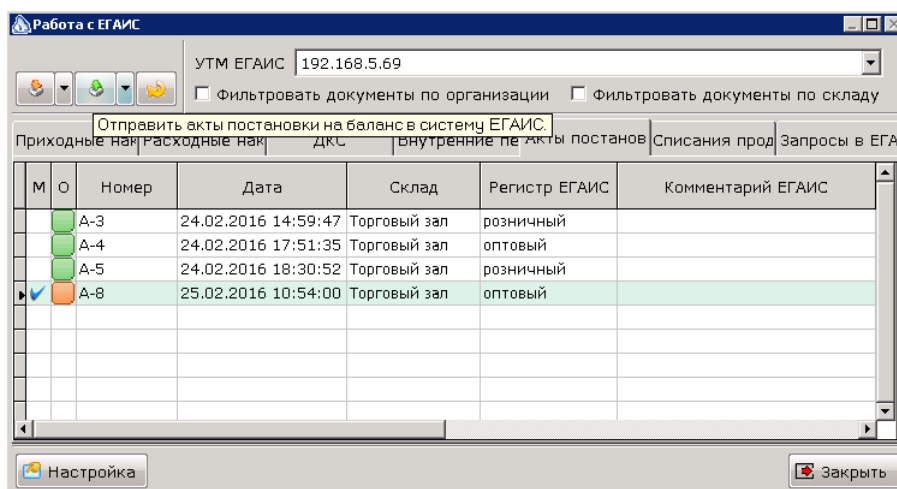 Работа с ЕГАИС
УТМ ЕГАИС 192.168.5.69
Фильтровать документы по организации Фильтровать документы по складу
Отправить акты постановки на баланс в систему ЕГАИС.
Приходные нак Расходные нак ДКС Внутренние пе Акты постанов Списания прод Запросы в ЕГА
М О Номер Дата Склад Регистр ЕГАИС Комментарий ЕГАИС
А-3 24.02.2016 14:59:47 Торговый зал розничный
А-4 24.02.2016 17:51:35 Торговый зал оптовый
А-5 24.02.2016 18:30:52 Торговый зал розничный
А-8 25.02.2016 10:54:00 Торговый зал оптовый
Настройка Закрыть